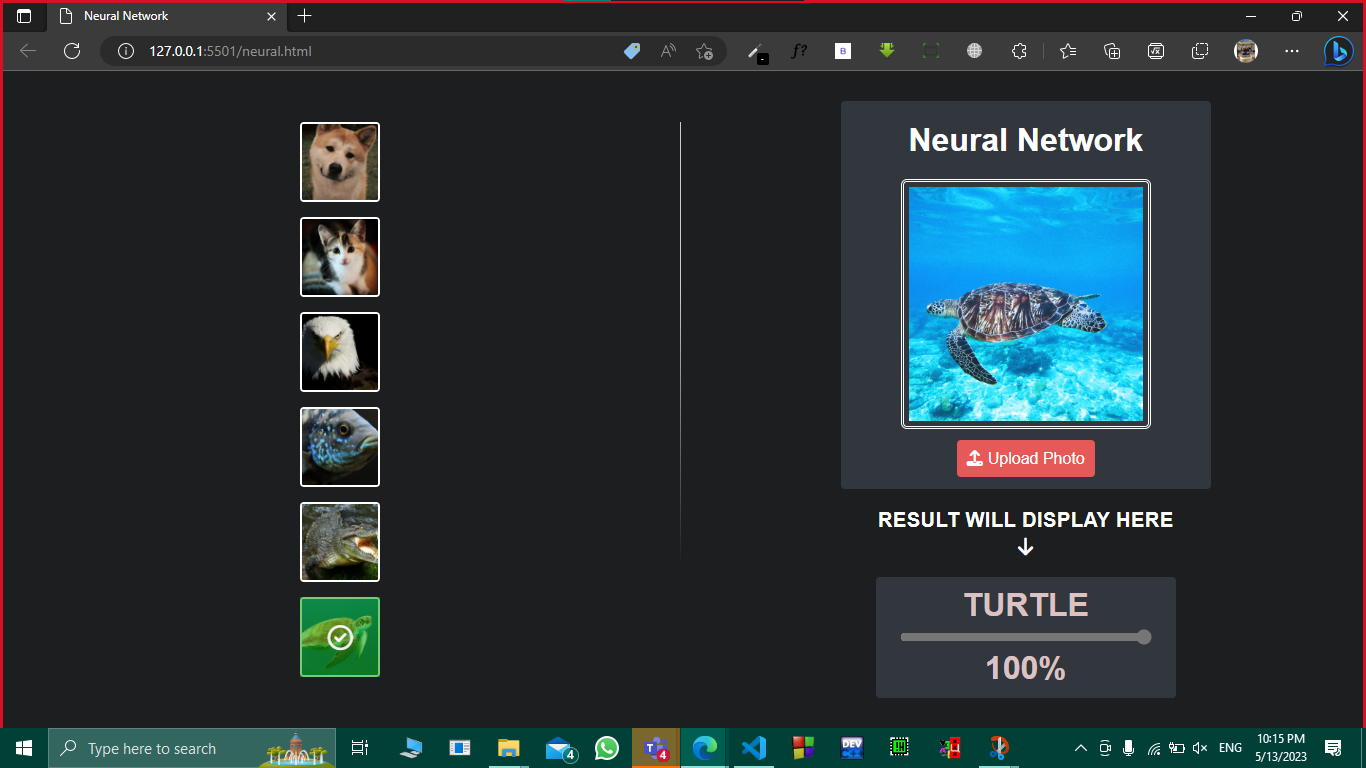 Neural Network
127.0.0.1:5501/neural.html
Neural Network
Upload Photo
RESULT WILL DISPLAY HERE
TURTLE
100%
Type here to search
4
4
DEV
ENG
10:15 PM
5/13/2023